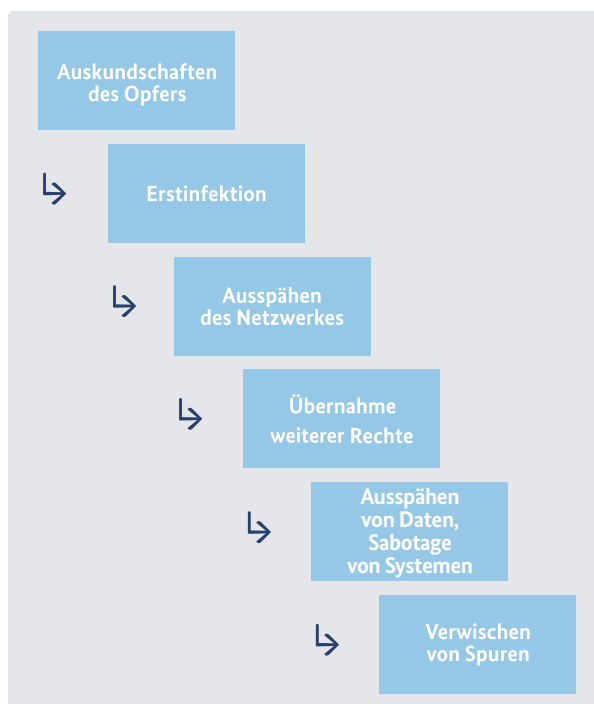 Auskundschaften
des Opfers
Erstinfektion
Ausspähen
des Netzwerkes
Übernahme
weiterer Rechte
Ausspähen
von Daten,
Sabotage
von Systemen
Verwischen
von Spuren